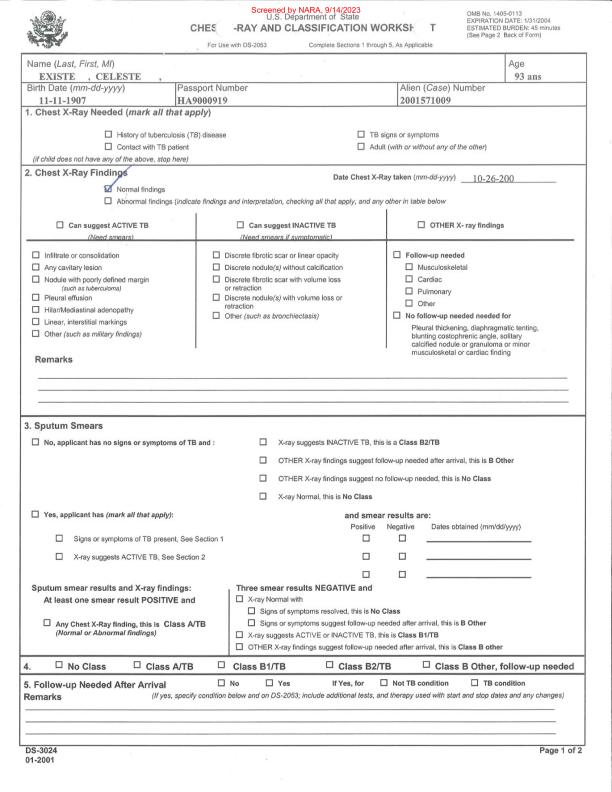 Screened by NARA, 9/14/2023
U.S. Department of State
CHES -RAY AND CLASSIFICATION WORKSH T
For Use with DS-2053 Complete Sections 1 through 5, As Applicable
OMB No. 1405-0113
EXPIRATION DATE: 1/31/2004
ESTIMATED BURDEN: 45 minutes
(See Page 2 Back of Form)
Name (Last, First, MI) Age
EXISTE , CELESTE , 93 ans
Birth Date (mm-dd-yyyy) Passport Number Alien (Case) Number
11-11-1907 HA9000919 2001571009
1. Chest X-Ray Needed (mark all that apply)
History of tuberculosis (TB) disease TB signs or symptoms
Contact with TB patient Adult (with or without any of the other)
(if child does not have any of the above, stop here)
2. Chest X-Ray Findings Date Chest X-Ray taken (mm-dd-yyyy) 10-26-200
Normal findings
Abnormal findings (indicate findings and interpretation, checking all that apply, and any other in table below
Can suggest ACTIVE TB Can suggest INACTIVE TB OTHER X- ray findings
(Need smears) (Need smears if symptomatic)
Infiltrate or consolidation
Any cavitary lesion
Nodule with poorly defined margin
(such as tuberculoma)
Pleural effusion
Hilar/Mediastinal adenopathy
Linear, interstitial markings
Other (such as military findings)
Discrete fibrotic scar or linear opacity
Discrete nodule(s) without calcification
Discrete fibrotic scar with volume loss
or retraction
Discrete nodule(s) with volume loss or
retraction
Other (such as bronchiectasis)
Follow-up needed
Musculoskeletal
Cardiac
Pulmonary
Other
No follow-up needed needed for
Pleural thickening, diaphragmatic tenting,
blunting costophrenic angle, solitary
calcified nodule or granuloma or minor
musculoskeletal or cardiac finding
Remarks
3. Sputum Smears
No, applicant has no signs or symptoms of TB and : X-ray suggests INACTIVE TB, this is a Class B2/TB
OTHER X-ray findings suggest follow-up needed after arrival, this is B Other
OTHER X-ray findings suggest no follow-up needed, this is No Class
X-ray Normal, this is No Class
Yes, applicant has (mark all that apply): and smear results are:
Positive Negative Dates obtained (mm/dd/yyyy)
Signs or symptoms of TB present, See Section 1
X-ray suggests ACTIVE TB, See Section 2
Sputum smear results and X-ray findings:
At least one smear result POSITIVE and
Any Chest X-Ray finding, this is Class A/TB
(Normal or Abnormal findings)
Three smear results NEGATIVE and
X-ray Normal with
Signs of symptoms resolved, this is No Class
Signs or symptoms suggest follow-up needed after arrival, this is B Other
X-ray suggests ACTIVE or INACTIVE TB, this is Class B1/TB
OTHER X-ray findings suggest follow-up needed after arrival, this is Class B other
4. No Class Class A/TB Class B1/TB Class B2/TB Class B Other, follow-up needed
5. Follow-up Needed After Arrival No Yes If Yes, for Not TB condition TB condition
Remarks (If yes, specify condition below and on DS-2053; include additional tests, and therapy used with start and stop dates and any changes)
DS-3024 Page 1 of 2
01-2001